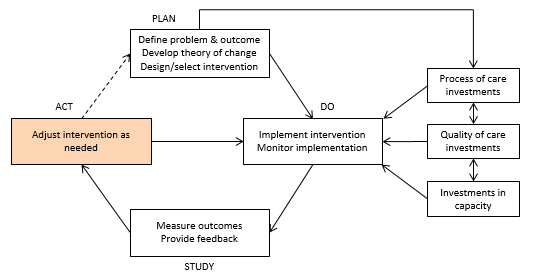 PLAN
Define problem & outcome
Develop theory of change
Design/select intervention
Process of care
investments
ACT
DO
Adjust intervention as
needed
Implement intervention
Monitor implementation
Quality of care
investments
Investments in
capacity
Measure outcomes
Provide feedback
STUDY